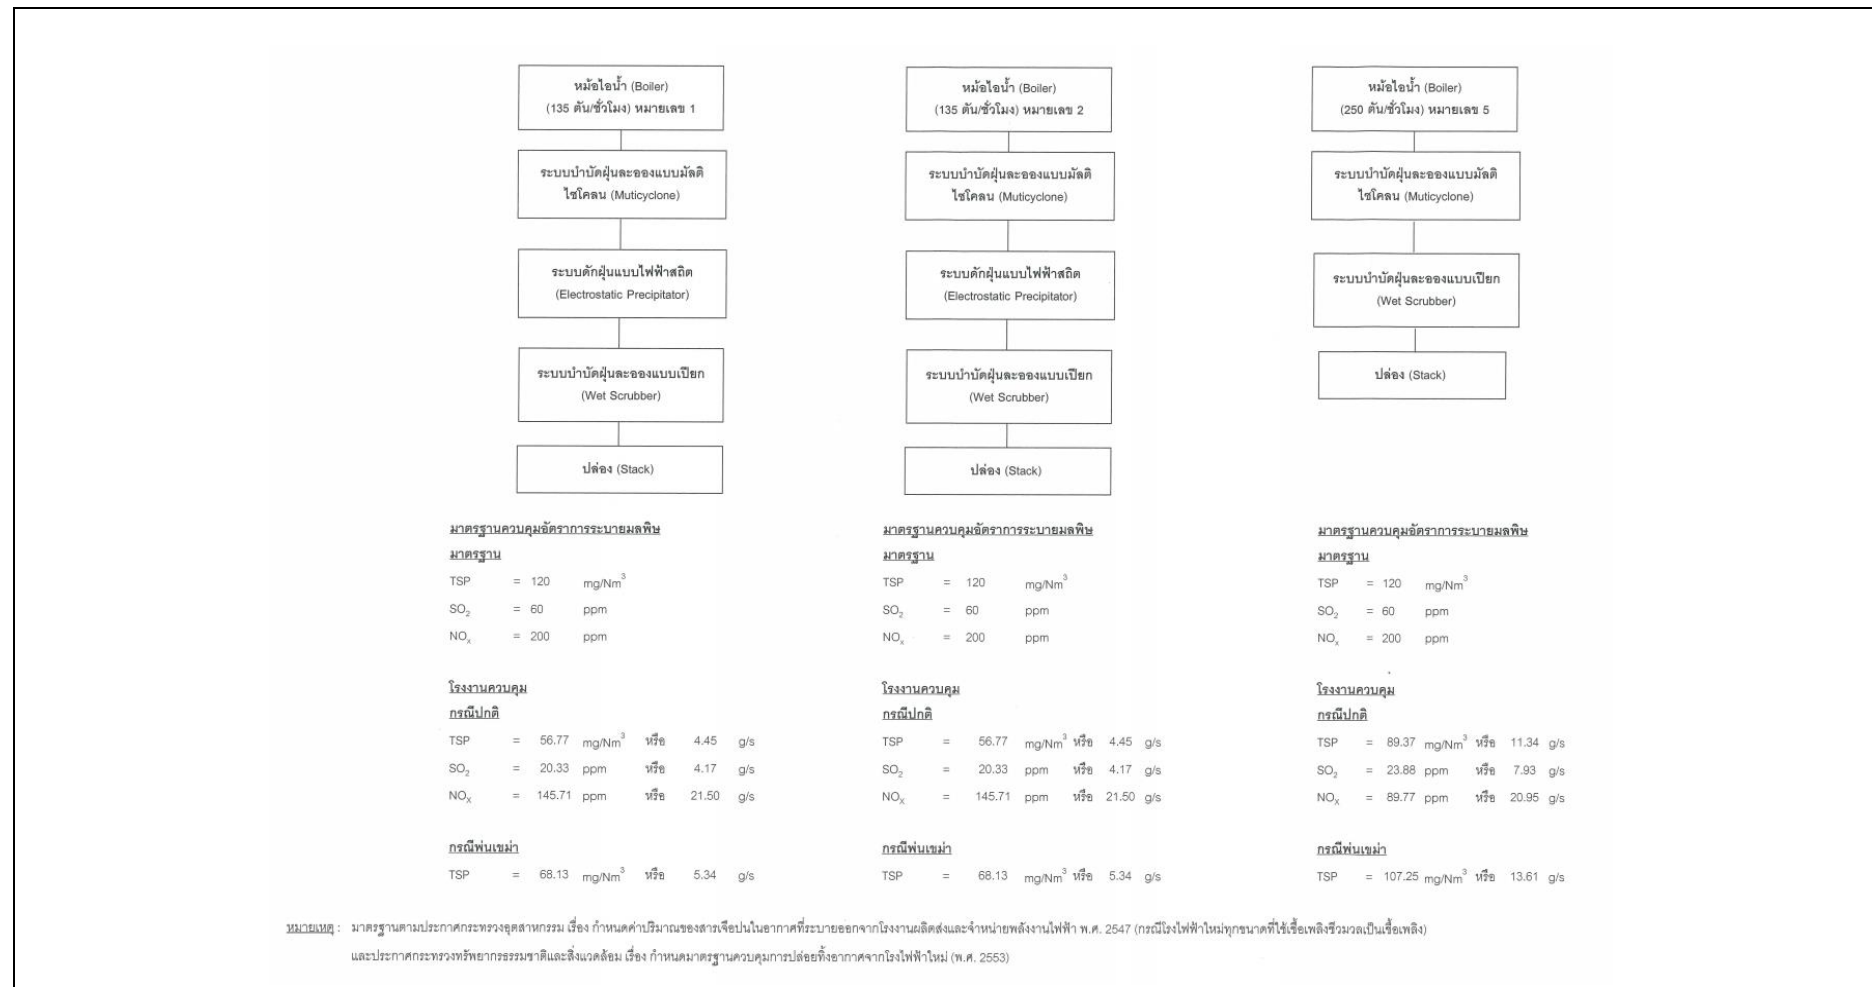 หม้อไอน้ำ (Boiler)
(135 ตัน/ชั่วโมง) หมายเลข 1
ระบบบำบัดฝุ่นละอองแบบมัลติ
ไซโคลน (Muticyclone)
ระบบดักฝุ่นแบบไฟฟ้าสถิต
(Electrostatic Precipitator)
ระบบบำบัดฝุ่นละอองแบบเปียก
(Wet Scrubber)
ปล่อง (Stack)
มาตรฐานควบคุมอัตราการระบายมลพิษ
มาตรฐาน
TSP = 120 mg/Nm³
SO₂ = 60 ppm
NOₓ = 200 ppm
โรงงานควบคุม
กรณีปกติ
TSP = 56.77 mg/Nm³ หรือ 4.45 g/s
SO₂ = 20.33 ppm หรือ 4.17 g/s
NOₓ = 145.71 ppm หรือ 21.50 g/s
กรณีพ่นเขม่า
TSP = 68.13 mg/Nm³ หรือ 5.34 g/s
หม้อไอน้ำ (Boiler)
(135 ตัน/ชั่วโมง) หมายเลข 2
ระบบบำบัดฝุ่นละอองแบบมัลติ
ไซโคลน (Muticyclone)
ระบบดักฝุ่นแบบไฟฟ้าสถิต
(Electrostatic Precipitator)
ระบบบำบัดฝุ่นละอองแบบเปียก
(Wet Scrubber)
ปล่อง (Stack)
มาตรฐานควบคุมอัตราการระบายมลพิษ
มาตรฐาน
TSP = 120 mg/Nm³
SO₂ = 60 ppm
NOₓ = 200 ppm
โรงงานควบคุม
กรณีปกติ
TSP = 56.77 mg/Nm³ หรือ 4.45 g/s
SO₂ = 20.33 ppm หรือ 4.17 g/s
NOₓ = 145.71 ppm หรือ 21.50 g/s
กรณีพ่นเขม่า
TSP = 68.13 mg/Nm³ หรือ 5.34 g/s
หม้อไอน้ำ (Boiler)
(250 ตัน/ชั่วโมง) หมายเลข 5
ระบบบำบัดฝุ่นละอองแบบมัลติ
ไซโคลน (Muticyclone)
ระบบบำบัดฝุ่นละอองแบบเปียก
(Wet Scrubber)
ปล่อง (Stack)
มาตรฐานควบคุมอัตราการระบายมลพิษ
มาตรฐาน
TSP = 120 mg/Nm³
SO₂ = 60 ppm
NOₓ = 200 ppm
โรงงานควบคุม
กรณีปกติ
TSP = 89.37 mg/Nm³ หรือ 11.34 g/s
SO₂ = 23.88 ppm หรือ 7.93 g/s
NOₓ = 89.77 ppm หรือ 20.95 g/s
กรณีพ่นเขม่า
TSP = 107.25 mg/Nm³ หรือ 13.61 g/s
หมายเหตุ : มาตรฐานตามประกาศกระทรวงอุตสาหกรรม เรื่อง กำหนดค่าปริมาณของสารเจือปนในอากาศที่ระบายออกจากโรงงานผลิตส่งและจำหน่ายพลังงานไฟฟ้า พ.ศ. 2547 (กรณีโรงไฟฟ้าใหม่ทุกขนาดที่ใช้เชื้อเพลิงชีวมวลเป็นเชื้อเพลิง)
และประกาศกระทรวงทรัพยากรธรรมชาติและสิ่งแวดล้อม เรื่อง กำหนดมาตรฐานควบคุมการปล่อยทิ้งอากาศจากโรงไฟฟ้าใหม่ (พ.ศ. 2553)